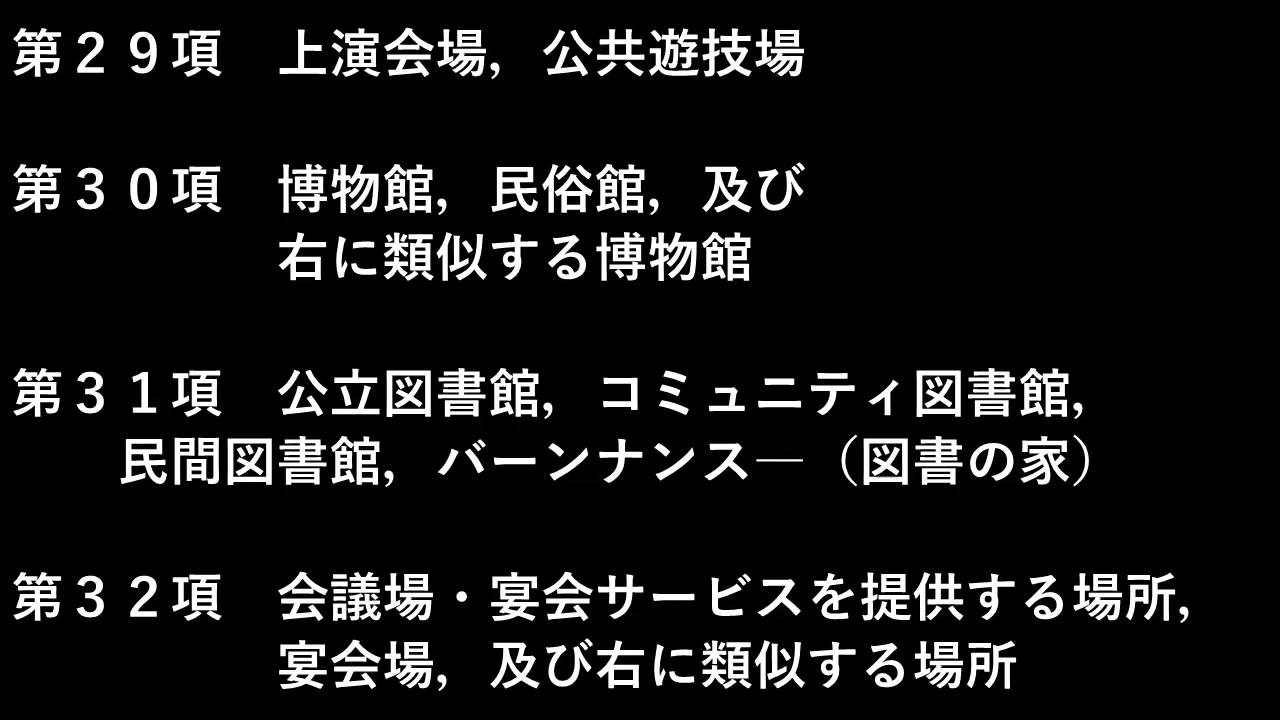 第２９項　上演会場，公共遊技場
第３０項　博物館，民俗館，及び
右に類似する博物館
第３１項　公立図書館，コミュニティ図書館，
民間図書館，バーンナンス―（図書の家）
第３２項　会議場・宴会サービスを提供する場所，
宴会場，及び右に類似する場所